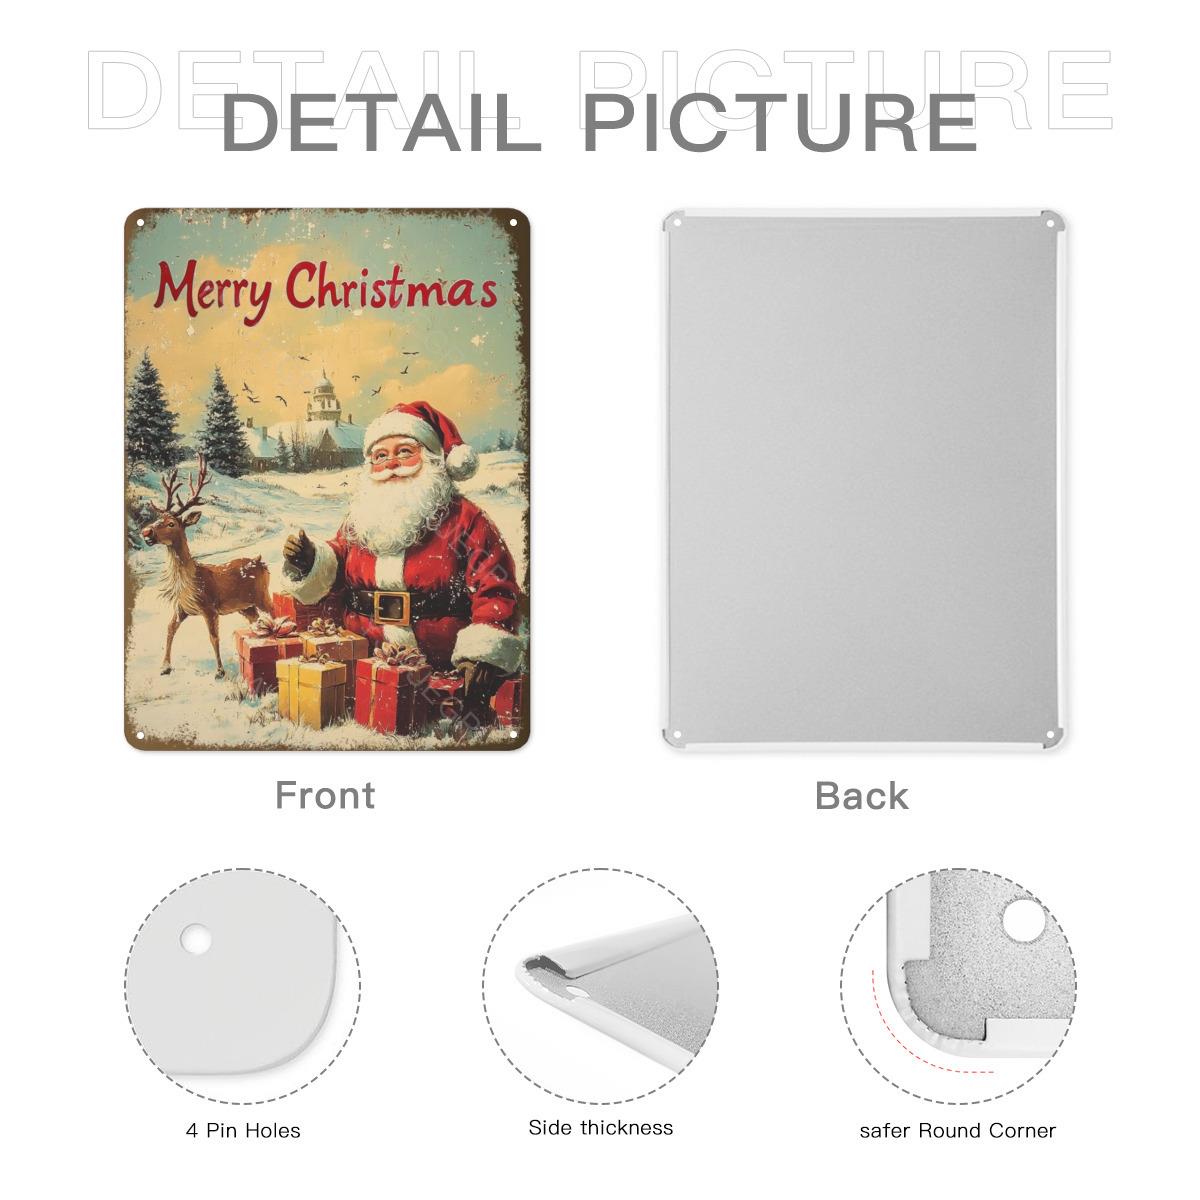 DETAIL PICTURE
DETAIL PICTURE
Merry Christmas
Front
Back
4 Pin Holes
Side thickness
safer Round Corner